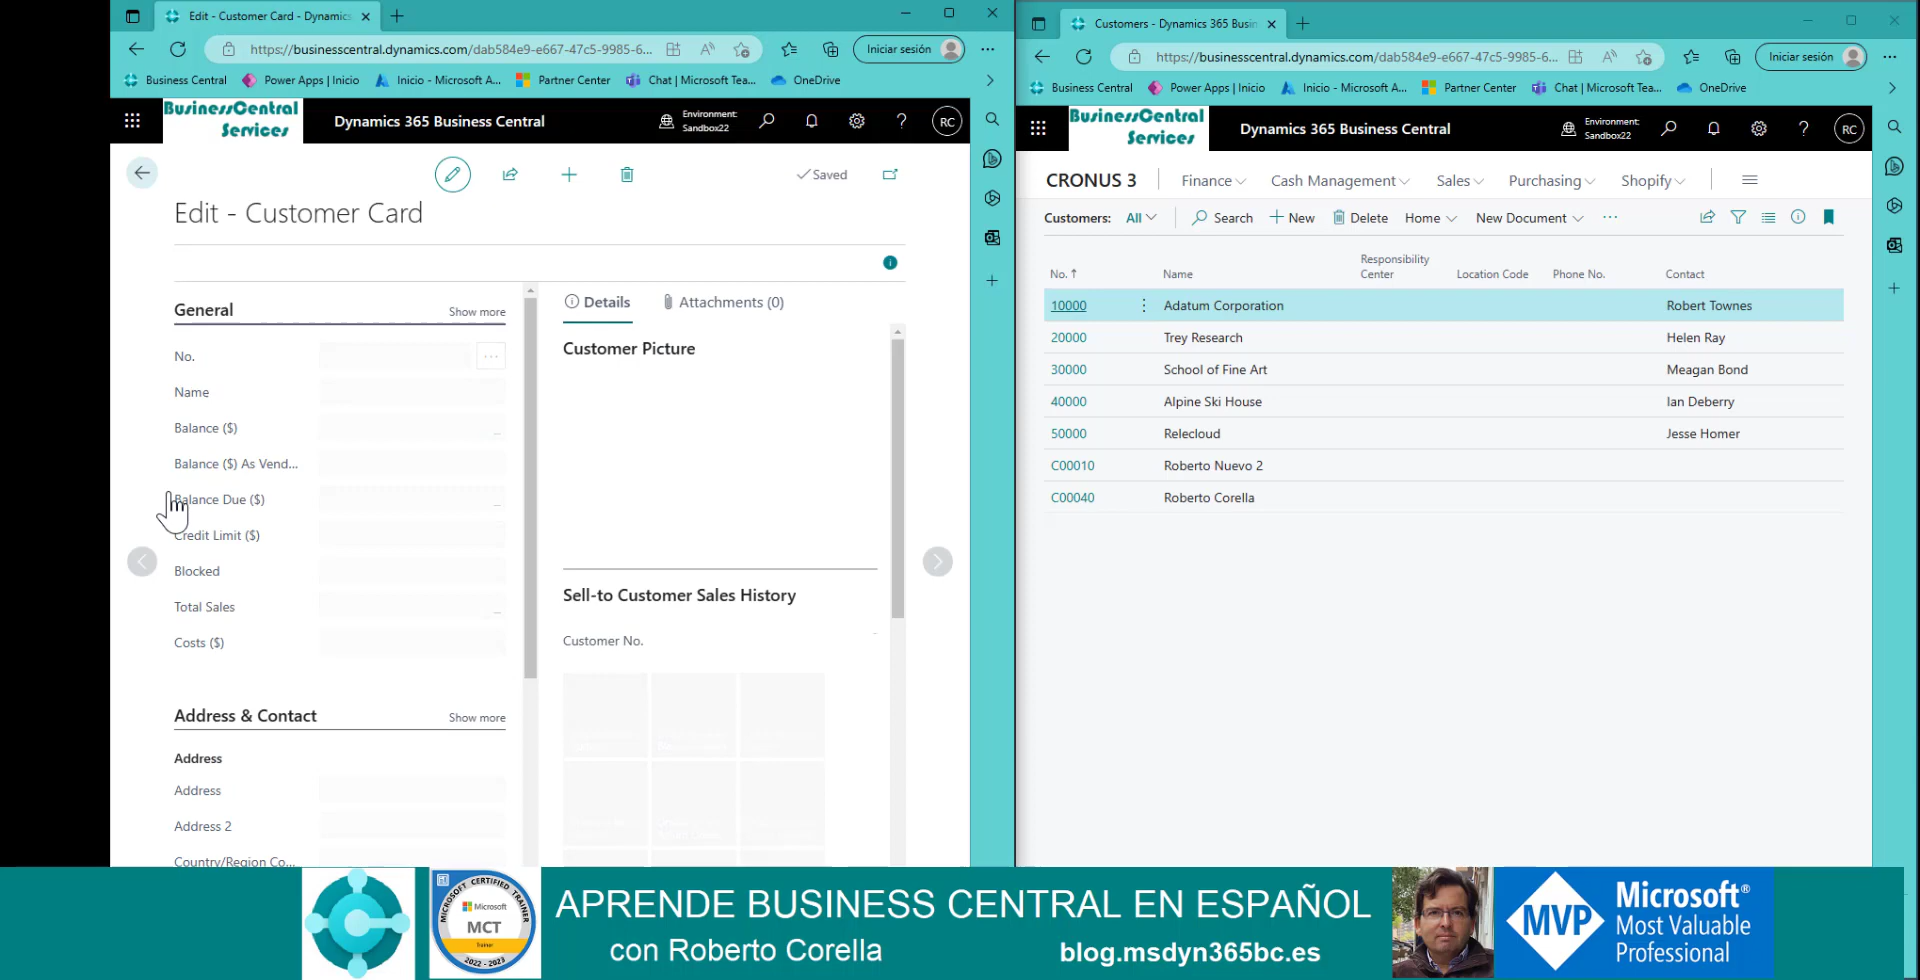 Edit - Customer Card - Dynamics
https://businesscentral.dynamics.com/dab584e9-e667-47c5-9985-6...
Iniciar sesión
Business Central
Power Apps | Inicio
Inicio - Microsoft A...
Partner Center
Chat | Microsoft Tea...
OneDrive
BusinessCentral
Services
Dynamics 365 Business Central
Environment:
Sandbox22
RC
Saved
Edit - Customer Card
General
Show more
No.
Name
Balance ($)
Balance ($) As Vend...
Balance Due ($)
Credit Limit ($)
Blocked
Total Sales
Costs ($)
Address & Contact
Show more
Address
Address
Address 2
Country/Region Co...
Details
Attachments (0)
Customer Picture
Sell-to Customer Sales History
Customer No.
Customers - Dynamics 365 Busin
https://businesscentral.dynamics.com/dab584e9-e667-47c5-9985-6...
Iniciar sesión
Business Central
Power Apps | Inicio
Inicio - Microsoft A...
Partner Center
Chat | Microsoft Tea...
OneDrive
BusinessCentral
Services
Dynamics 365 Business Central
Environment:
Sandbox22
RC
CRONUS 3
Finance
Cash Management
Sales
Purchasing
Shopify
Customers: All
Search
New
Delete
Home
New Document
No. ↑ Name Responsibility Center Location Code Phone No. Contact
10000 Adatum Corporation Robert Townes
20000 Trey Research Helen Ray
30000 School of Fine Art Meagan Bond
40000 Alpine Ski House Ian Deberry
50000 Relecloud Jesse Homer
C00010 Roberto Nuevo 2
C00040 Roberto Corella
MICROSOFT CERTIFIED TRAINER
Microsoft
MCT
Trainer
2022 - 2023
APRENDE BUSINESS CENTRAL EN ESPAÑOL
con Roberto Corella
blog.msdyn365bc.es
MVP
Microsoft®
Most Valuable
Professional